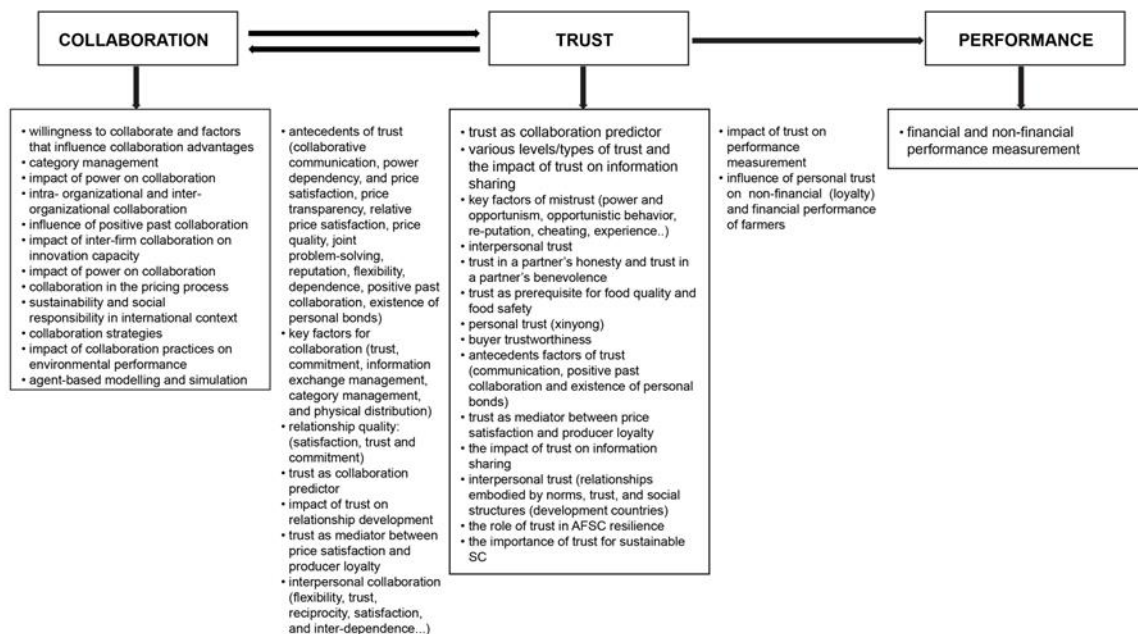 COLLABORATION
TRUST
PERFORMANCE
• willingness to collaborate and factors
that influence collaboration advantages
• category management
• impact of power on collaboration
• intra- organizational and inter-
organizational collaboration
• influence of positive past collaboration
• impact of inter-firm collaboration on
innovation capacity
• impact of power on collaboration
• collaboration in the pricing process
• sustainability and social
responsibility in international context
• collaboration strategies
• impact of collaboration practices on
environmental performance
• agent-based modelling and simulation
• antecedents of trust
(collaborative
communication, power
dependency, and price
satisfaction, price
transparency, relative
price satisfaction, price
quality, joint
problem-solving,
reputation, flexibility,
dependence, positive past
collaboration, existence of
personal bonds)
• key factors for
collaboration (trust,
commitment, information
exchange management,
category management,
and physical distribution)
• relationship quality:
(satisfaction, trust and
commitment)
• trust as collaboration
predictor
• impact of trust on
relationship development
• trust as mediator between
price satisfaction and
producer loyalty
• interpersonal collaboration
(flexibility, trust,
reciprocity, satisfaction,
and inter-dependence...)
• trust as collaboration predictor
• various levels/types of trust and
the impact of trust on information
sharing
• key factors of mistrust (power and
opportunism, opportunistic behavior,
re-putation, cheating, experience..)
• interpersonal trust
• trust in a partner's honesty and trust in
a partner's benevolence
• trust as prerequisite for food quality and
food safety
• personal trust (xinyong)
• buyer trustworthiness
• antecedents factors of trust
(communication, positive past
collaboration and existence of personal
bonds)
• trust as mediator between price
satisfaction and producer loyalty
• the impact of trust on information
sharing
• interpersonal trust (relationships
embodied by norms, trust, and social
structures (development countries)
• the role of trust in AFSC resilience
• the importance of trust for sustainable
SC
• impact of trust on
performance
measurement
• influence of personal trust
on non-financial (loyalty)
and financial performance
of farmers
• financial and non-financial
performance measurement